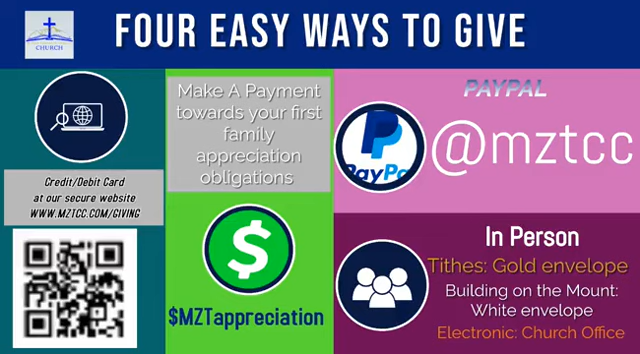 FOUR EASY WAYS TO GIVE
CHURCH
Credit/Debit Card
at our secure website
WWW.MZTCC.COM/GIVING
Make A Payment
towards your first
family
appreciation
obligations
$
$MZTappreciation
PAYPAL
PayPa
@mztcc
In Person
Tithes: Gold envelope
Building on the Mount:
White envelope
Electronic: Church Office